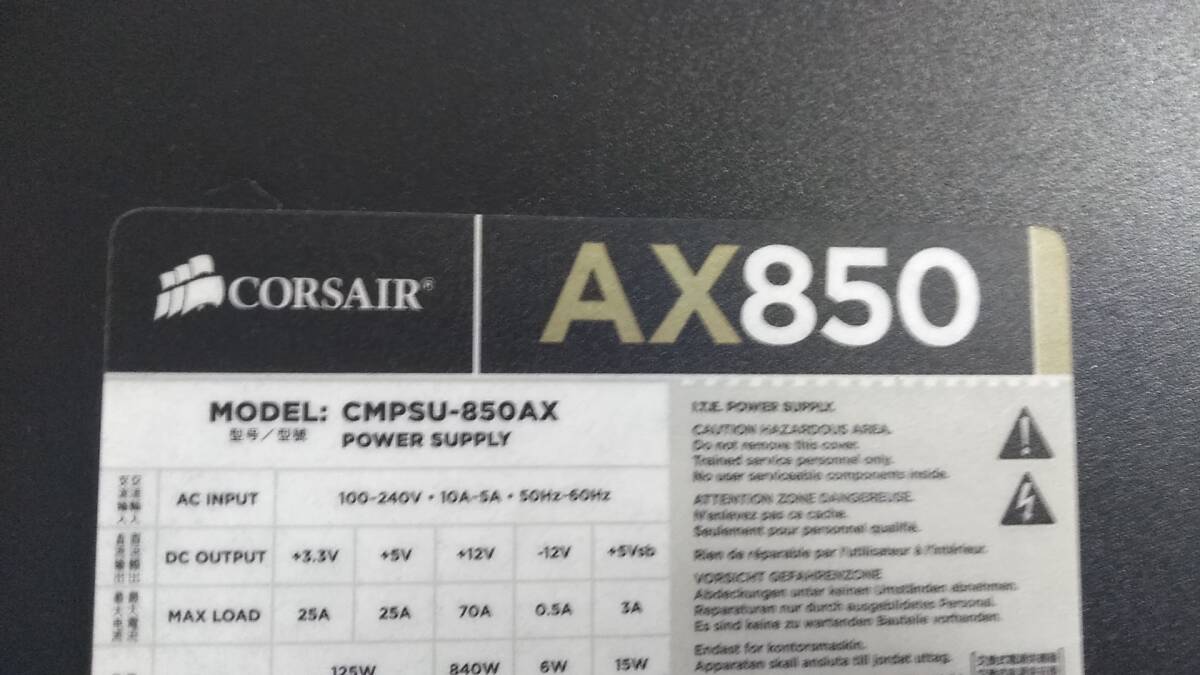 CORSAIR® AX850
MODEL: CMPSU-850AX
型号／型號 POWER SUPPLY
AC INPUT 100-240V • 10A-5A • 50Hz-60Hz
DC OUTPUT +3.3V +5V +12V -12V +5Vsb
MAX LOAD 25A 25A 70A 0.5A 3A
125W 840W 6W 15W
I.T.E. POWER SUPPLY
CAUTION HAZARDOUS AREA
Do not remove this cover.
Trained service personnel only.
No user serviceable components inside.
ATTENTION ZONE DANGEREUSE
N'enlevez pas ce cache.
Seulement pour personnel qualifié.
Rien de réparable par l'utilisateur à l'intérieur.
VORSICHT GEFAHRENZONE
Abdeckungen unter keinen Umständen abnehmen.
Reparaturen nur durch ausgebildetes Personal.
Es sind keine zu wartenden Bauteile vorhanden.
Endast for kontorsmaskin.
Apparaten skall anslutas till jordat uttag.